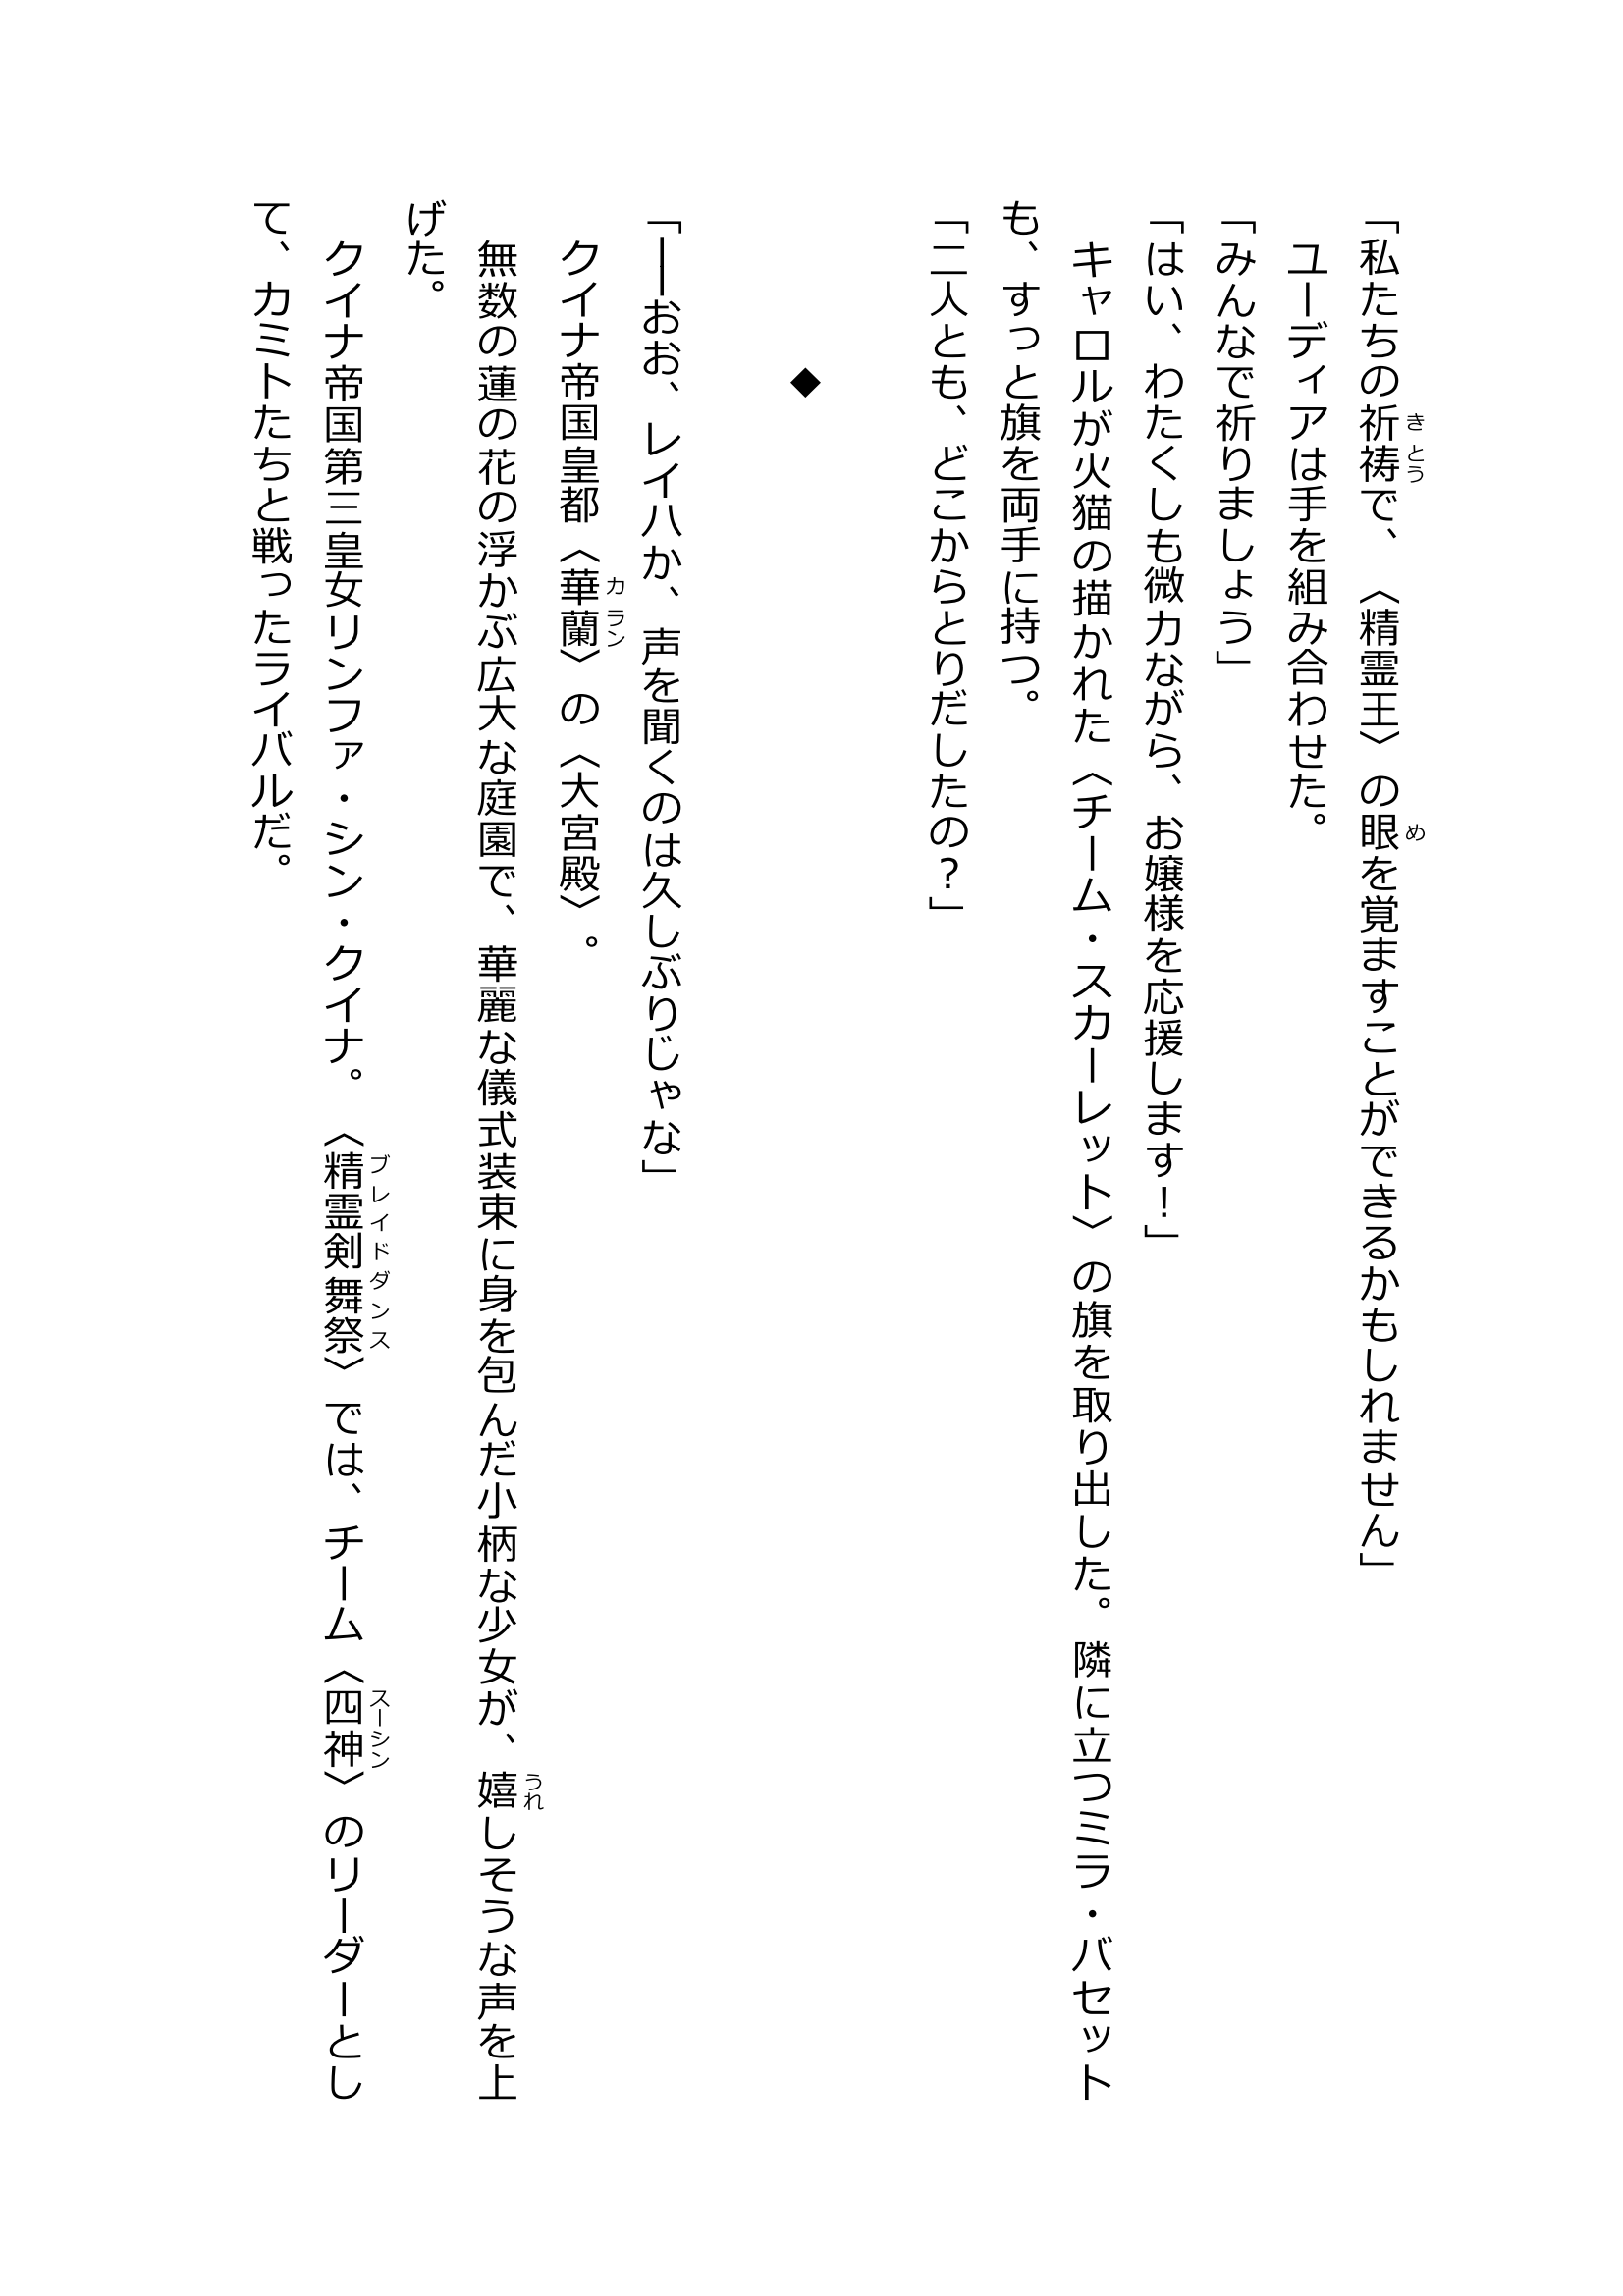 「私たちの祈祷で、〈精霊王〉の眼を覚ますことができるかもしれません」
　ユーディアは手を組み合わせた。
「みんなで祈りましょう」
「はい、わたくしも微力ながら、お嬢様を応援します！」
　キャロルが火猫の描かれた〈チーム・スカーレット〉の旗を取り出した。隣に立つミラ・バセット
も、すっと旗を両手に持つ。
「二人とも、どこからとりだしたの？」
◆
「――おお、レイハか、声を聞くのは久しぶりじゃな」
　クイナ帝国皇都〈華蘭〉の〈大宮殿〉。
　無数の蓮の花の浮かぶ広大な庭園で、華麗な儀式装束に身を包んだ小柄な少女が、嬉しそうな声を上
げた。
　クイナ帝国第三皇女リンファ・シン・クイナ。〈精霊剣舞祭〉では、チーム〈四神〉のリーダーとし
て、カミトたちと戦ったライバルだ。